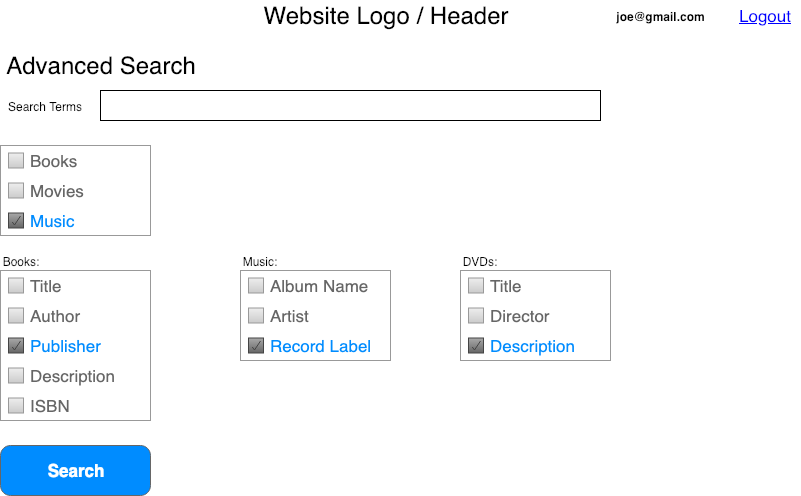 Website Logo / Header
joe@gmail.com
Logout
Advanced Search
Search Terms
Books
Movies
Music
Books:
Title
Author
Publisher
Description
ISBN
Music:
Album Name
Artist
Record Label
DVDs:
Title
Director
Description
Search